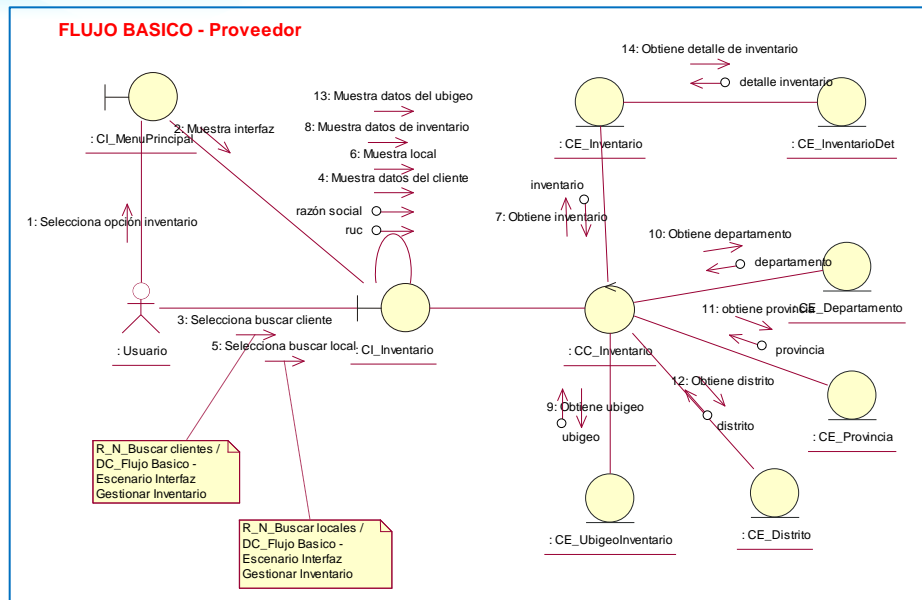 FLUJO BASICO - Proveedor
14: Obtiene detalle de inventario
detalle inventario
13: Muestra datos del ubigeo
8: Muestra datos de inventario
6: Muestra local
4: Muestra datos del cliente
razón social
ruc
: CI_MenuPrincipal
2: Muestra interfaz
: CE_Inventario
: CE_InventarioDet
inventario
7: Obtiene inventario
1: Selecciona opción inventario
10: Obtiene departamento
departamento
: CE_Departamento
11: obtiene provincia
provincia
3: Selecciona buscar cliente
5: Selecciona buscar local
: Usuario
: CI_Inventario
: CC_Inventario
12: Obtiene distrito
distrito
9: Obtiene ubigeo
ubigeo
: CE_Provincia
R_N_Buscar clientes /
DC_Flujo Basico -
Escenario Interfaz
Gestionar Inventario
R_N_Buscar locales /
DC_Flujo Basico -
Escenario Interfaz
Gestionar Inventario
: CE_UbigeoInventario
: CE_Distrito